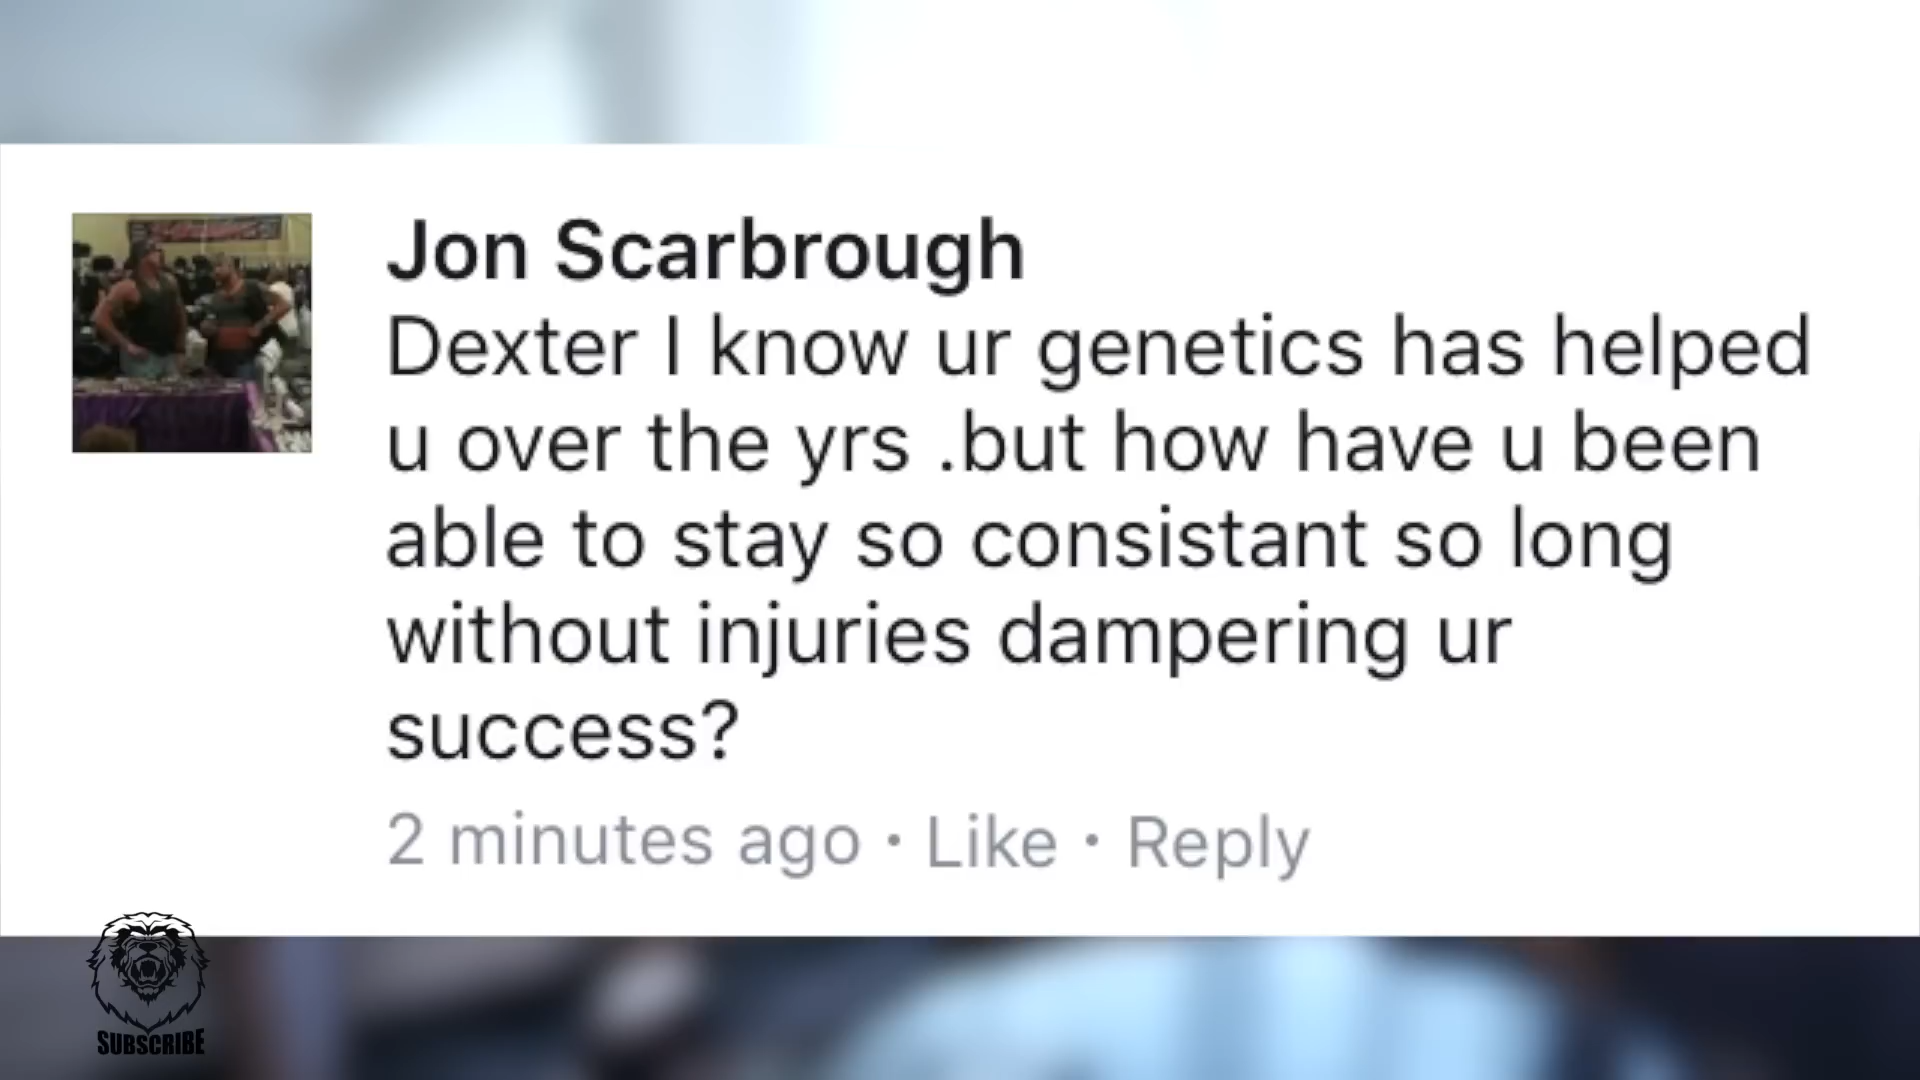 Jon Scarbrough
Dexter I know ur genetics has helped
u over the yrs .but how have u been
able to stay so consistant so long
without injuries dampering ur
success?
2 minutes ago · Like · Reply
SUBSCRIBE